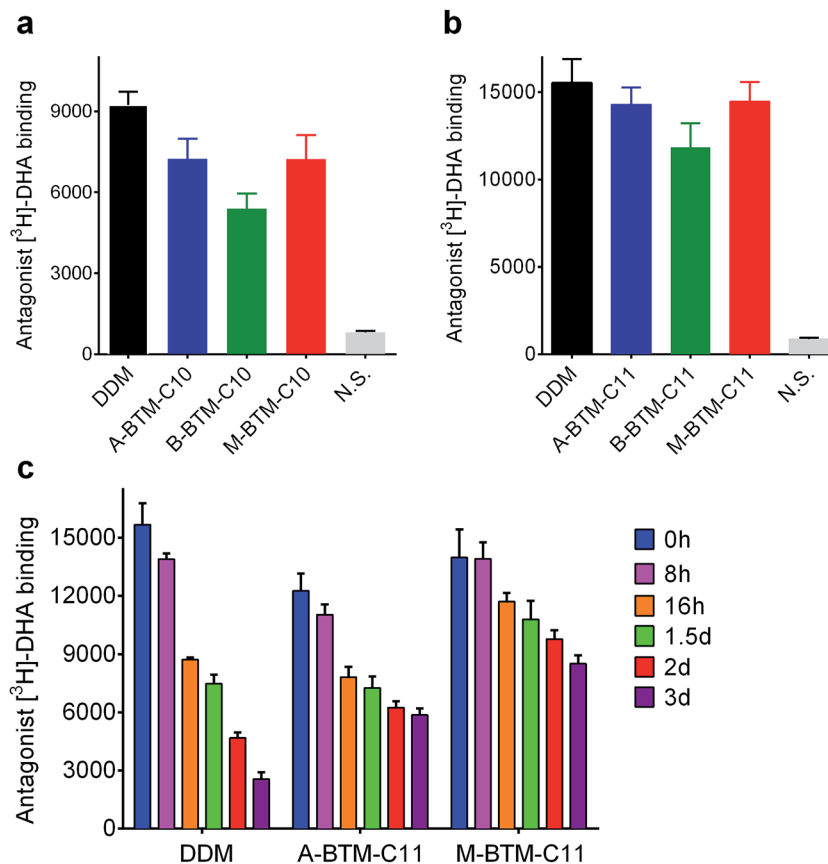 a
Antagonist [³H]-DHA binding
9000
6000
3000
0
DDM
A-BTM-C10
B-BTM-C10
M-BTM-C10
N.S.
b
Antagonist [³H]-DHA binding
15000
10000
5000
0
DDM
A-BTM-C11
B-BTM-C11
M-BTM-C11
N.S.
c
Antagonist [³H]-DHA binding
15000
12000
9000
6000
3000
0
DDM
A-BTM-C11
M-BTM-C11
0h
8h
16h
1.5d
2d
3d